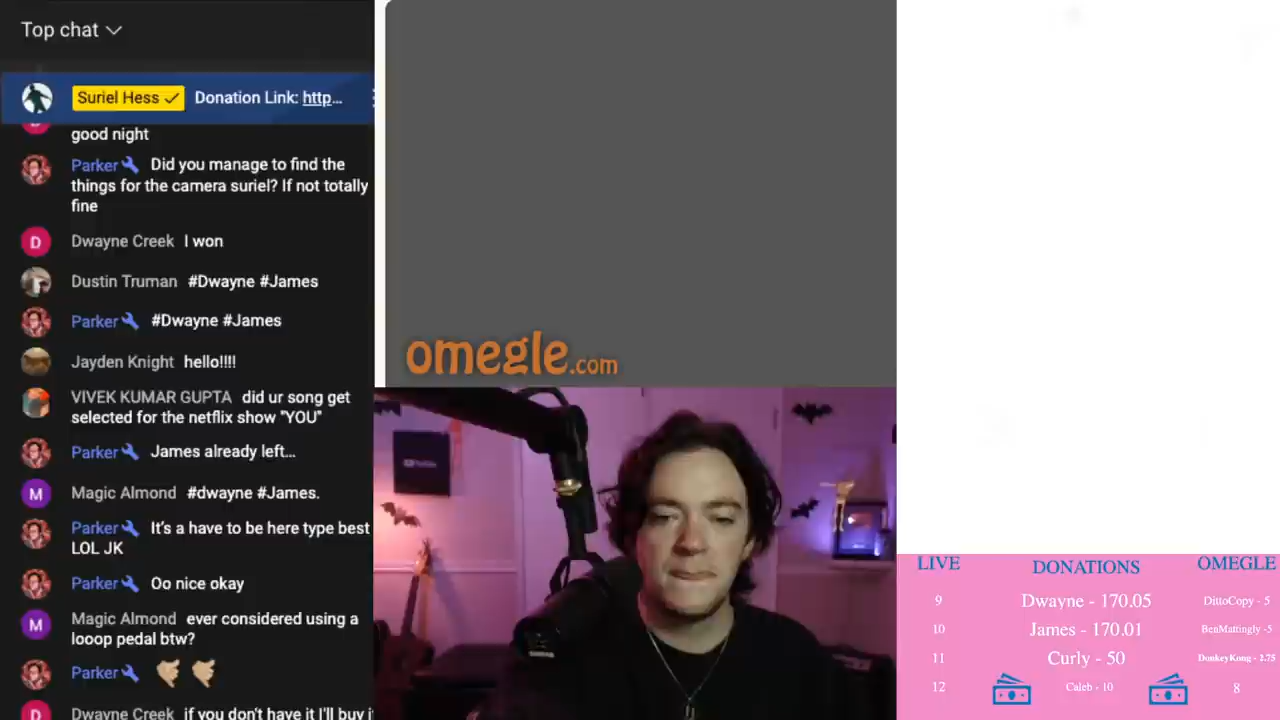 Top chat
Suriel Hess Donation Link: http...
good night
Parker Did you manage to find the
things for the camera suriel? If not totally
fine
Dwayne Creek I won
Dustin Truman #Dwayne #James
Parker #Dwayne #James
Jayden Knight hello!!!!
VIVEK KUMAR GUPTA did ur song get
selected for the netflix show "YOU"
Parker James already left...
M Magic Almond #dwayne #James.
Parker It's a have to be here type best
LOL JK
Parker Oo nice okay
M Magic Almond ever considered using a
looop pedal btw?
Parker
Dwayne Creek if you don't have it I'll buy i
omegle.com
LIVE DONATIONS OMEGLE
9 Dwayne - 170.05 DittoCopy - 5
10 James - 170.01 BenMattingly -5
11 Curly - 50 DonkeyKong - 2.75
12 Caleb - 10 8